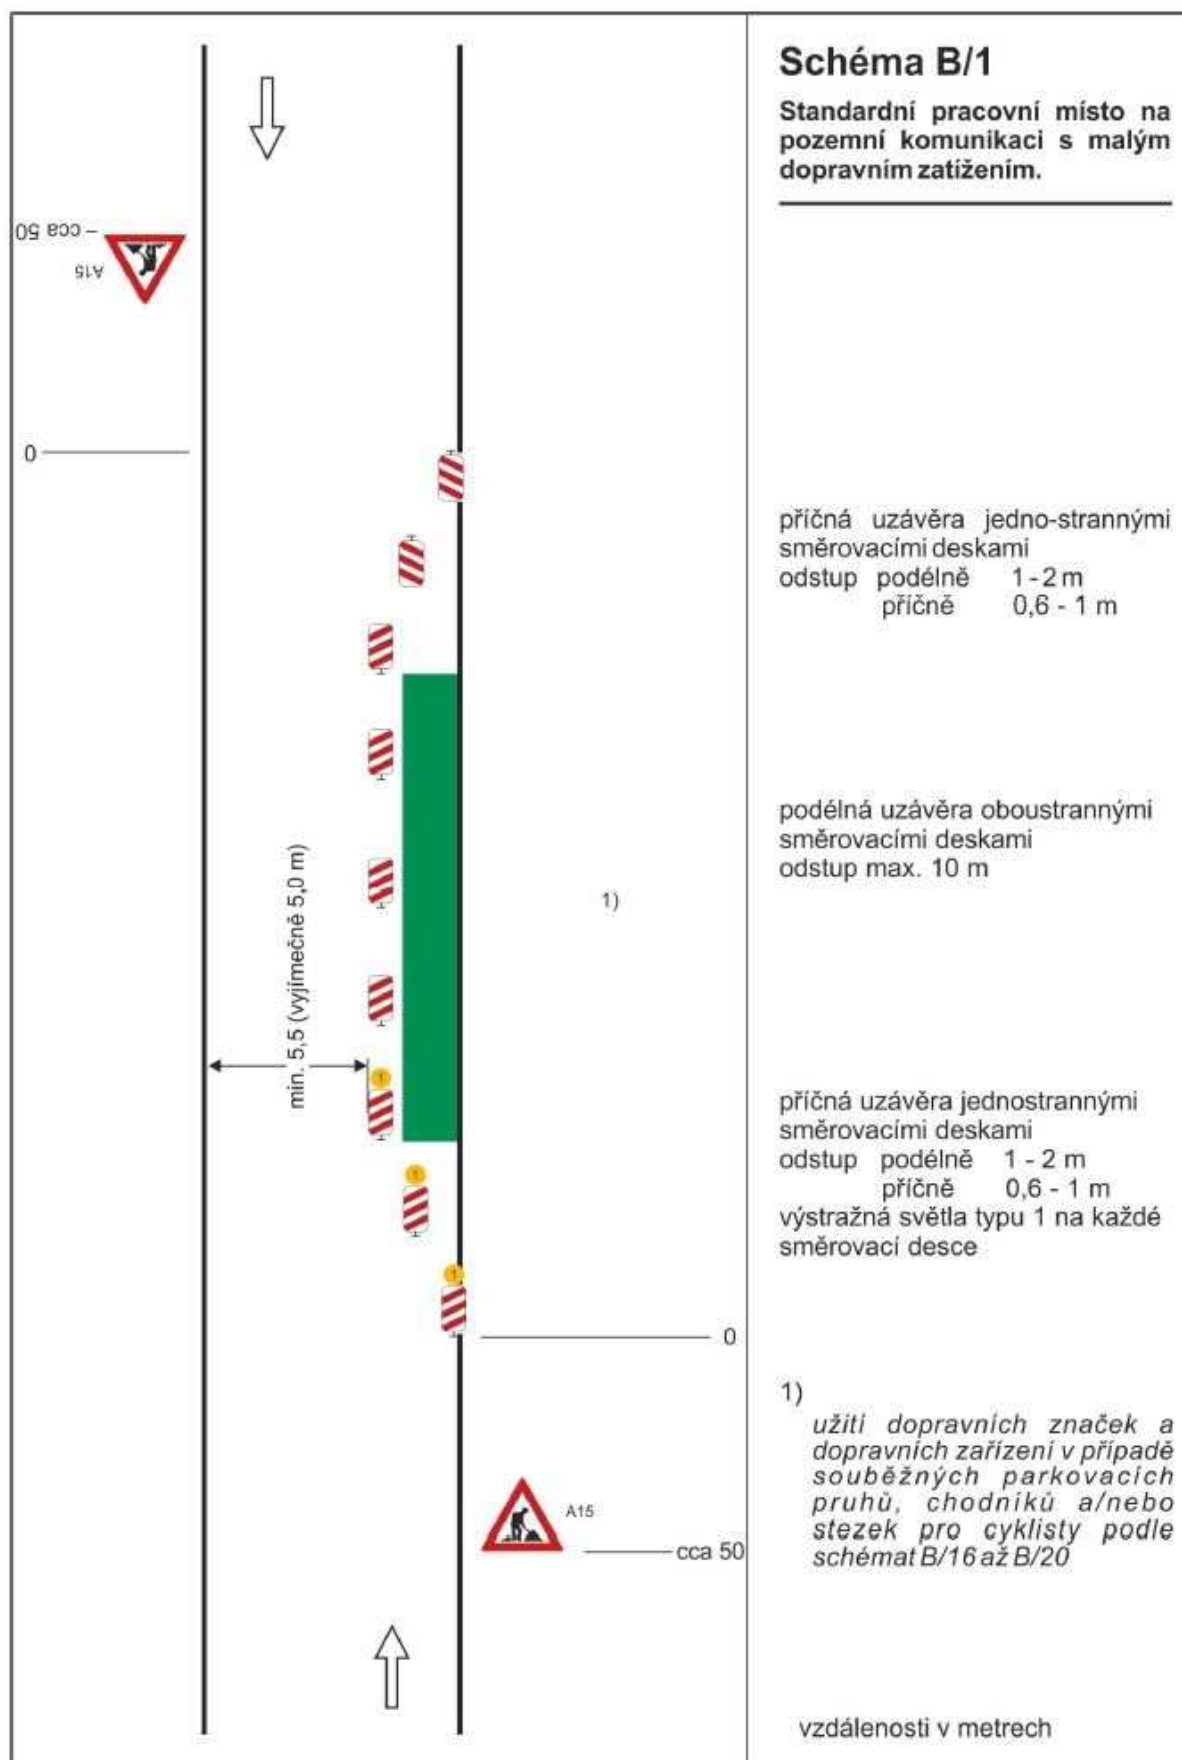 Schéma B/1
Standardní pracovní místo na
pozemní komunikaci s malým
dopravním zatížením.
cca 50
A15
0
příčná uzávěra jedno-strannými
směrovacími deskami
odstup podélně 1 - 2 m
příčně 0,6 - 1 m
podélná uzávěra oboustrannými
směrovacími deskami
odstup max. 10 m
1)
min. 5,5 (vyjímečně 5,0 m)
1
1
1
příčná uzávěra jednostrannými
směrovacími deskami
odstup podélně 1 - 2 m
příčně 0,6 - 1 m
výstražná světla typu 1 na každé
směrovací desce
0
1)
užití dopravních značek a
dopravních zařízení v případě
souběžných parkovacích
pruhů, chodníků a/nebo
stezek pro cyklisty podle
schémat B/16 až B/20
A15
cca 50
vzdálenosti v metrech